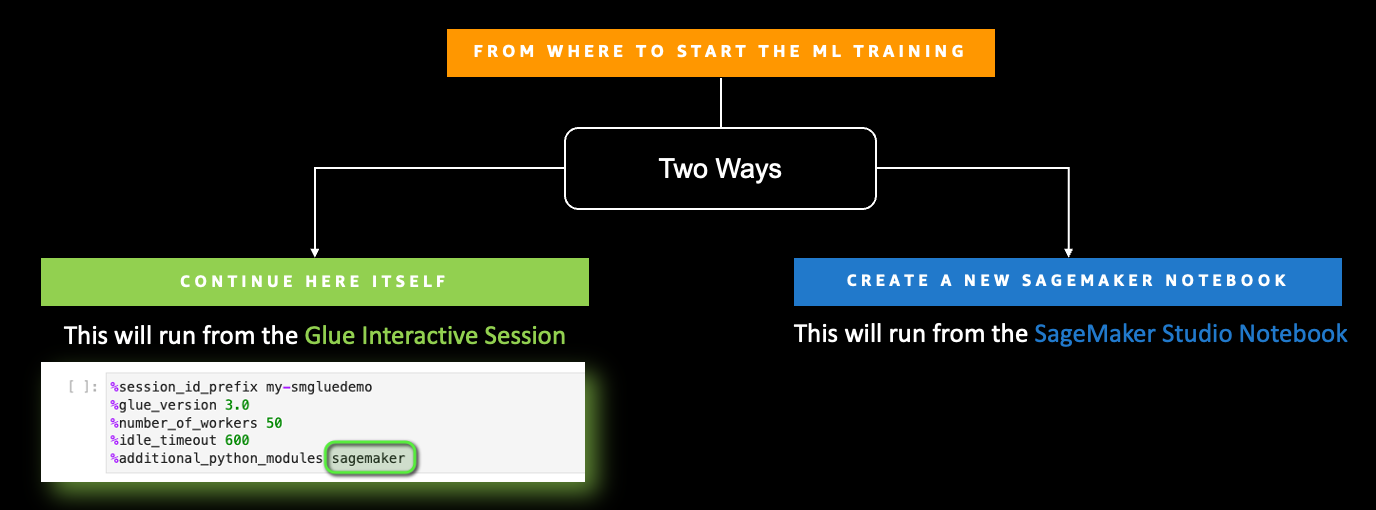 FROM WHERE TO START THE ML TRAINING
Two Ways
CONTINUE HERE ITSELF
This will run from the Glue Interactive Session
[ ]: %session_id_prefix my-smgluedemo
%glue_version 3.0
%number_of_workers 50
%idle_timeout 600
%additional_python_modules sagemaker
CREATE A NEW SAGEMAKER NOTEBOOK
This will run from the SageMaker Studio Notebook